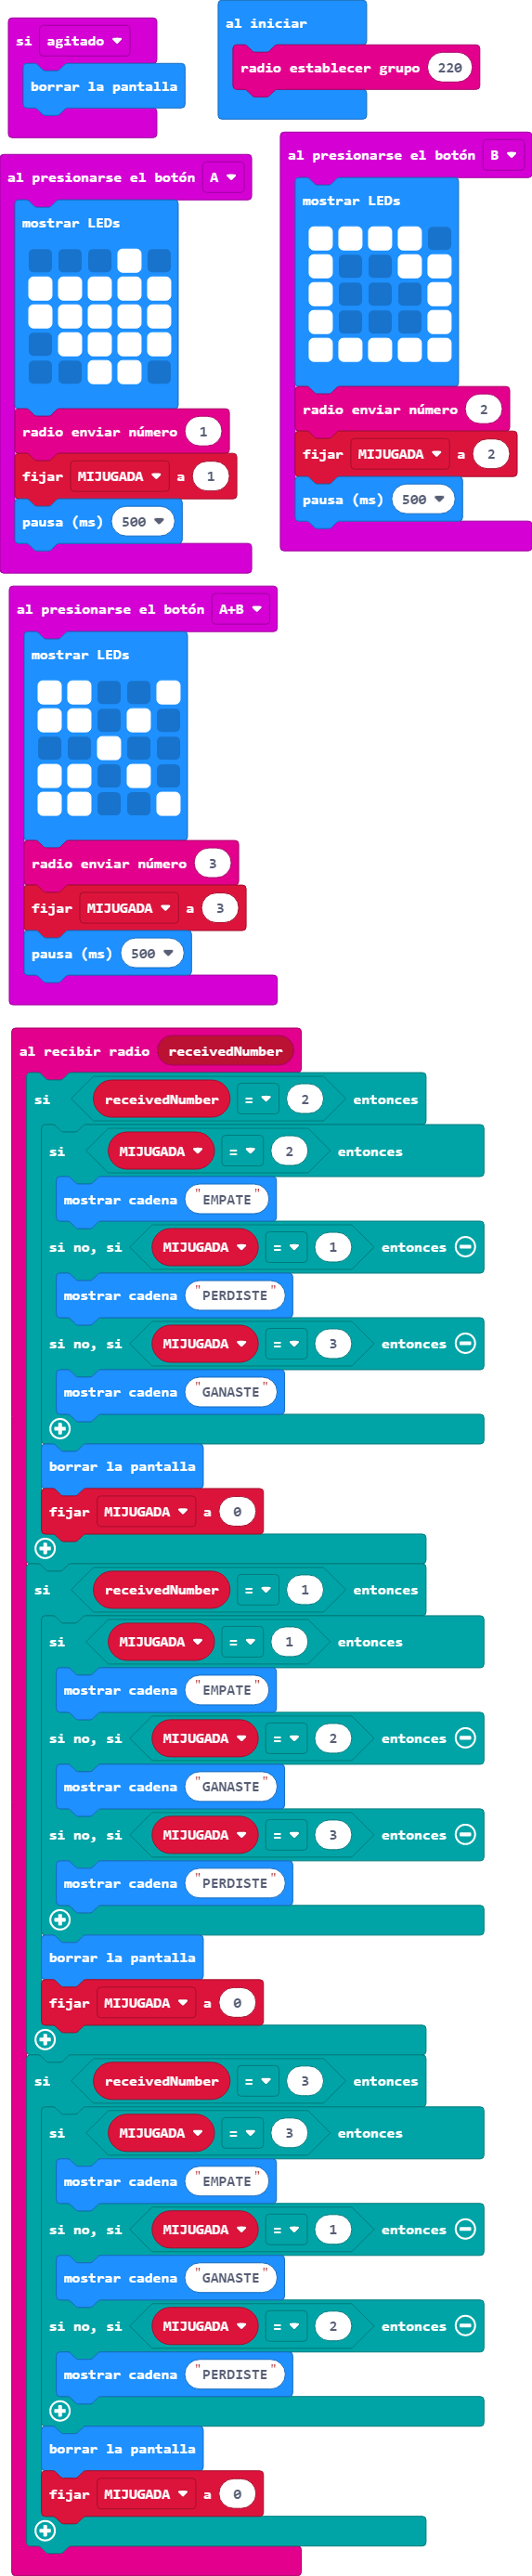 si agitado
borrar la pantalla
al iniciar
radio establecer grupo 220
al presionarse el botón A
mostrar LEDs
radio enviar número 1
fijar MIJUGADA a 1
pausa (ms) 500
al presionarse el botón B
mostrar LEDs
radio enviar número 2
fijar MIJUGADA a 2
pausa (ms) 500
al presionarse el botón A+B
mostrar LEDs
radio enviar número 3
fijar MIJUGADA a 3
pausa (ms) 500
al recibir radio receivedNumber
si receivedNumber = 2 entonces
si MIJUGADA = 2 entonces
mostrar cadena "EMPATE"
si no, si MIJUGADA = 1 entonces
mostrar cadena "PERDISTE"
si no, si MIJUGADA = 3 entonces
mostrar cadena "GANASTE"
borrar la pantalla
fijar MIJUGADA a 0
si receivedNumber = 1 entonces
si MIJUGADA = 1 entonces
mostrar cadena "EMPATE"
si no, si MIJUGADA = 2 entonces
mostrar cadena "GANASTE"
si no, si MIJUGADA = 3 entonces
mostrar cadena "PERDISTE"
borrar la pantalla
fijar MIJUGADA a 0
si receivedNumber = 3 entonces
si MIJUGADA = 3 entonces
mostrar cadena "EMPATE"
si no, si MIJUGADA = 1 entonces
mostrar cadena "GANASTE"
si no, si MIJUGADA = 2 entonces
mostrar cadena "PERDISTE"
borrar la pantalla
fijar MIJUGADA a 0